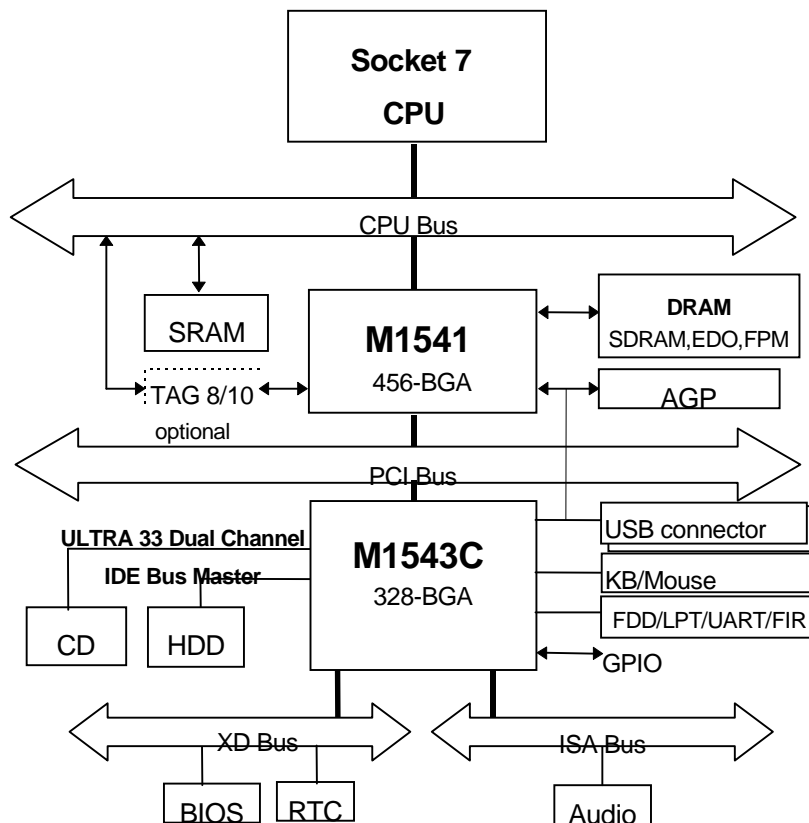 Socket 7
CPU
CPU Bus
SRAM
M1541
456-BGA
DRAM
SDRAM,EDO,FPM
TAG 8/10
optional
AGP
PCI Bus
ULTRA 33 Dual Channel
IDE Bus Master
M1543C
328-BGA
USB connector
KB/Mouse
FDD/LPT/UART/FIR
GPIO
CD
HDD
XD Bus
ISA Bus
BIOS
RTC
Audio